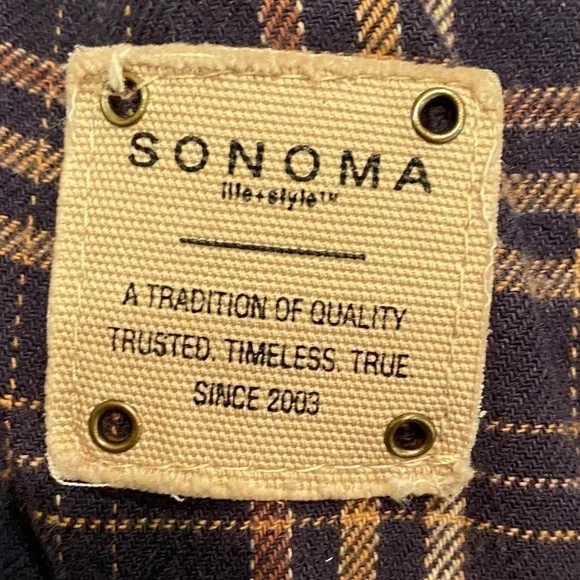 SONOMA
life+style™
A TRADITION OF QUALITY
TRUSTED. TIMELESS. TRUE.
SINCE 2003